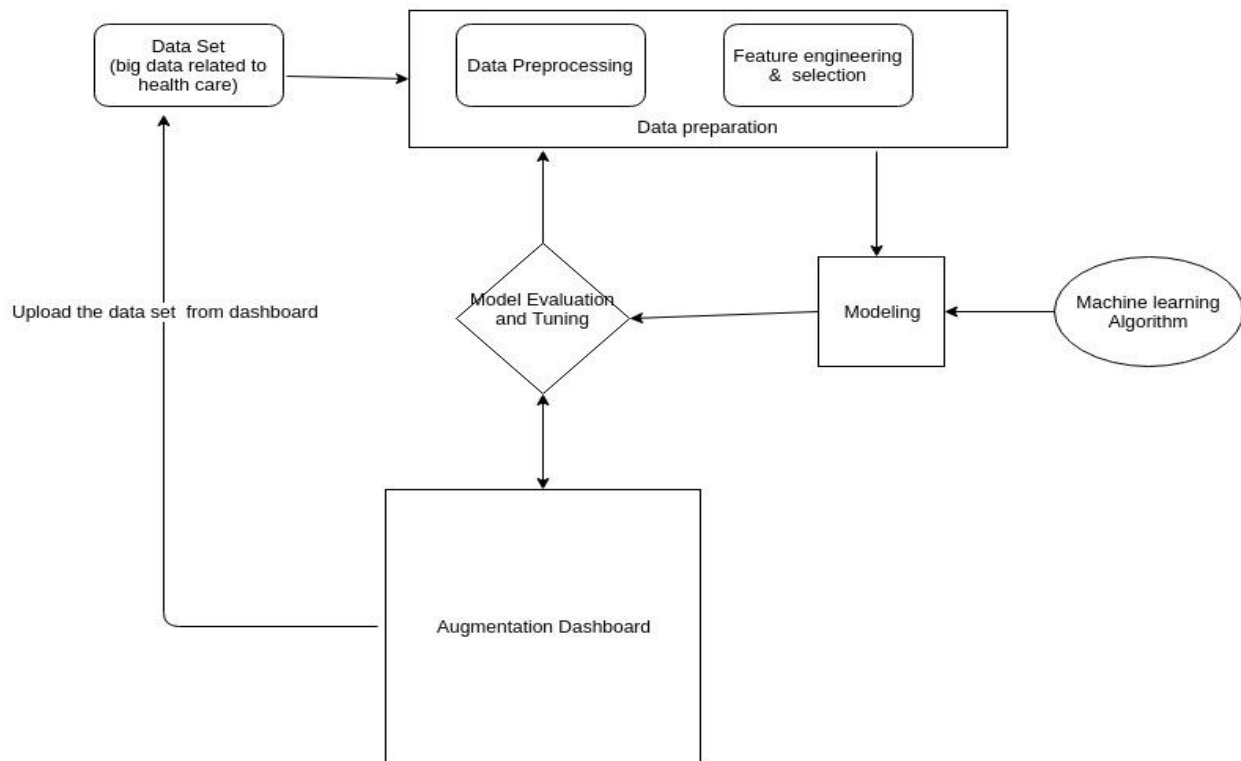 Data Set
(big data related to
health care)
Data Preprocessing
Feature engineering
&  selection
Data preparation
Upload the data set  from dashboard
Model Evaluation
and Tuning
Modeling
Machine learning
Algorithm
Augmentation Dashboard